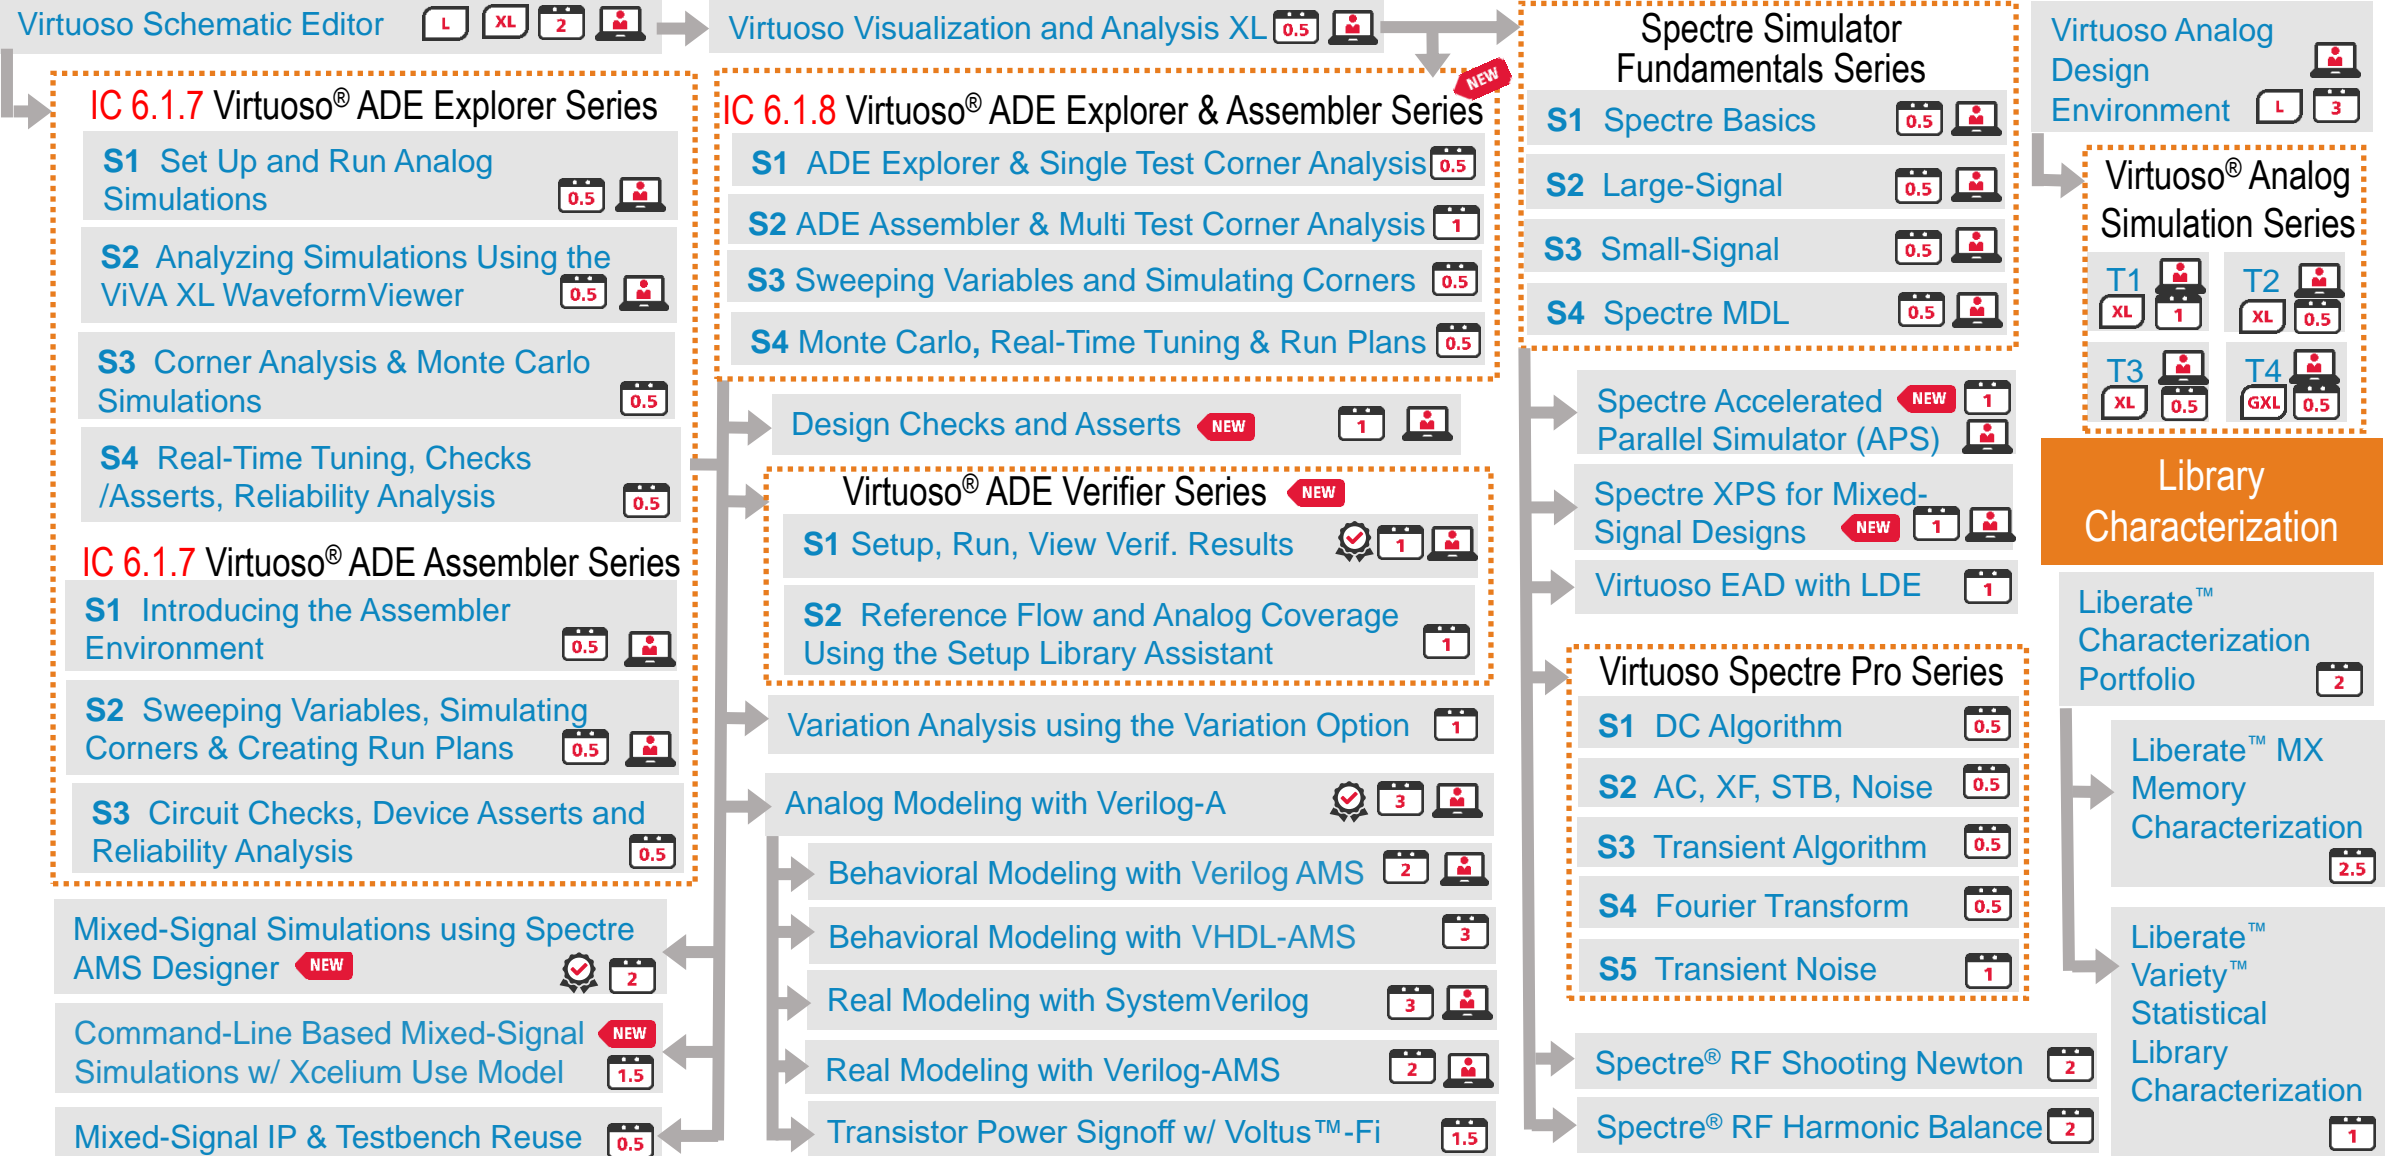 Virtuoso Schematic Editor L XL 2
Virtuoso Visualization and Analysis XL 0.5
IC 6.1.7 Virtuoso® ADE Explorer Series
S1 Set Up and Run Analog
Simulations 0.5
S2 Analyzing Simulations Using the
ViVA XL WaveformViewer 0.5
S3 Corner Analysis & Monte Carlo
Simulations 0.5
S4 Real-Time Tuning, Checks
/Asserts, Reliability Analysis 0.5
IC 6.1.7 Virtuoso® ADE Assembler Series
S1 Introducing the Assembler
Environment 0.5
S2 Sweeping Variables, Simulating
Corners & Creating Run Plans 0.5
S3 Circuit Checks, Device Asserts and
Reliability Analysis 0.5
Mixed-Signal Simulations using Spectre
AMS Designer NEW 2
Command-Line Based Mixed-Signal NEW
Simulations w/ Xcelium Use Model 1.5
Mixed-Signal IP & Testbench Reuse 0.5
NEW
IC 6.1.8 Virtuoso® ADE Explorer & Assembler Series
S1 ADE Explorer & Single Test Corner Analysis 0.5
S2 ADE Assembler & Multi Test Corner Analysis 1
S3 Sweeping Variables and Simulating Corners 0.5
S4 Monte Carlo, Real-Time Tuning & Run Plans 0.5
Design Checks and Asserts NEW 1
Virtuoso® ADE Verifier Series NEW
S1 Setup, Run, View Verif. Results 1
S2 Reference Flow and Analog Coverage
Using the Setup Library Assistant 1
Variation Analysis using the Variation Option 1
Analog Modeling with Verilog-A 3
Behavioral Modeling with Verilog AMS 2
Behavioral Modeling with VHDL-AMS 3
Real Modeling with SystemVerilog 3
Real Modeling with Verilog-AMS 2
Transistor Power Signoff w/ Voltus™-Fi 1.5
Spectre Simulator
Fundamentals Series
S1 Spectre Basics 0.5
S2 Large-Signal 0.5
S3 Small-Signal 0.5
S4 Spectre MDL 0.5
Spectre Accelerated NEW 1
Parallel Simulator (APS)
Spectre XPS for Mixed-
Signal Designs NEW 1
Virtuoso EAD with LDE 1
Virtuoso Spectre Pro Series
S1 DC Algorithm 0.5
S2 AC, XF, STB, Noise 0.5
S3 Transient Algorithm 0.5
S4 Fourier Transform 0.5
S5 Transient Noise 1
Spectre® RF Shooting Newton 2
Spectre® RF Harmonic Balance 2
Virtuoso Analog
Design
Environment L 3
Virtuoso® Analog
Simulation Series
T1 XL 1
T2 XL 0.5
T3 XL 0.5
T4 GXL 0.5
Library
Characterization
Liberate™
Characterization
Portfolio 2
Liberate™ MX
Memory
Characterization
2.5
Liberate™
Variety™
Statistical
Library
Characterization
1